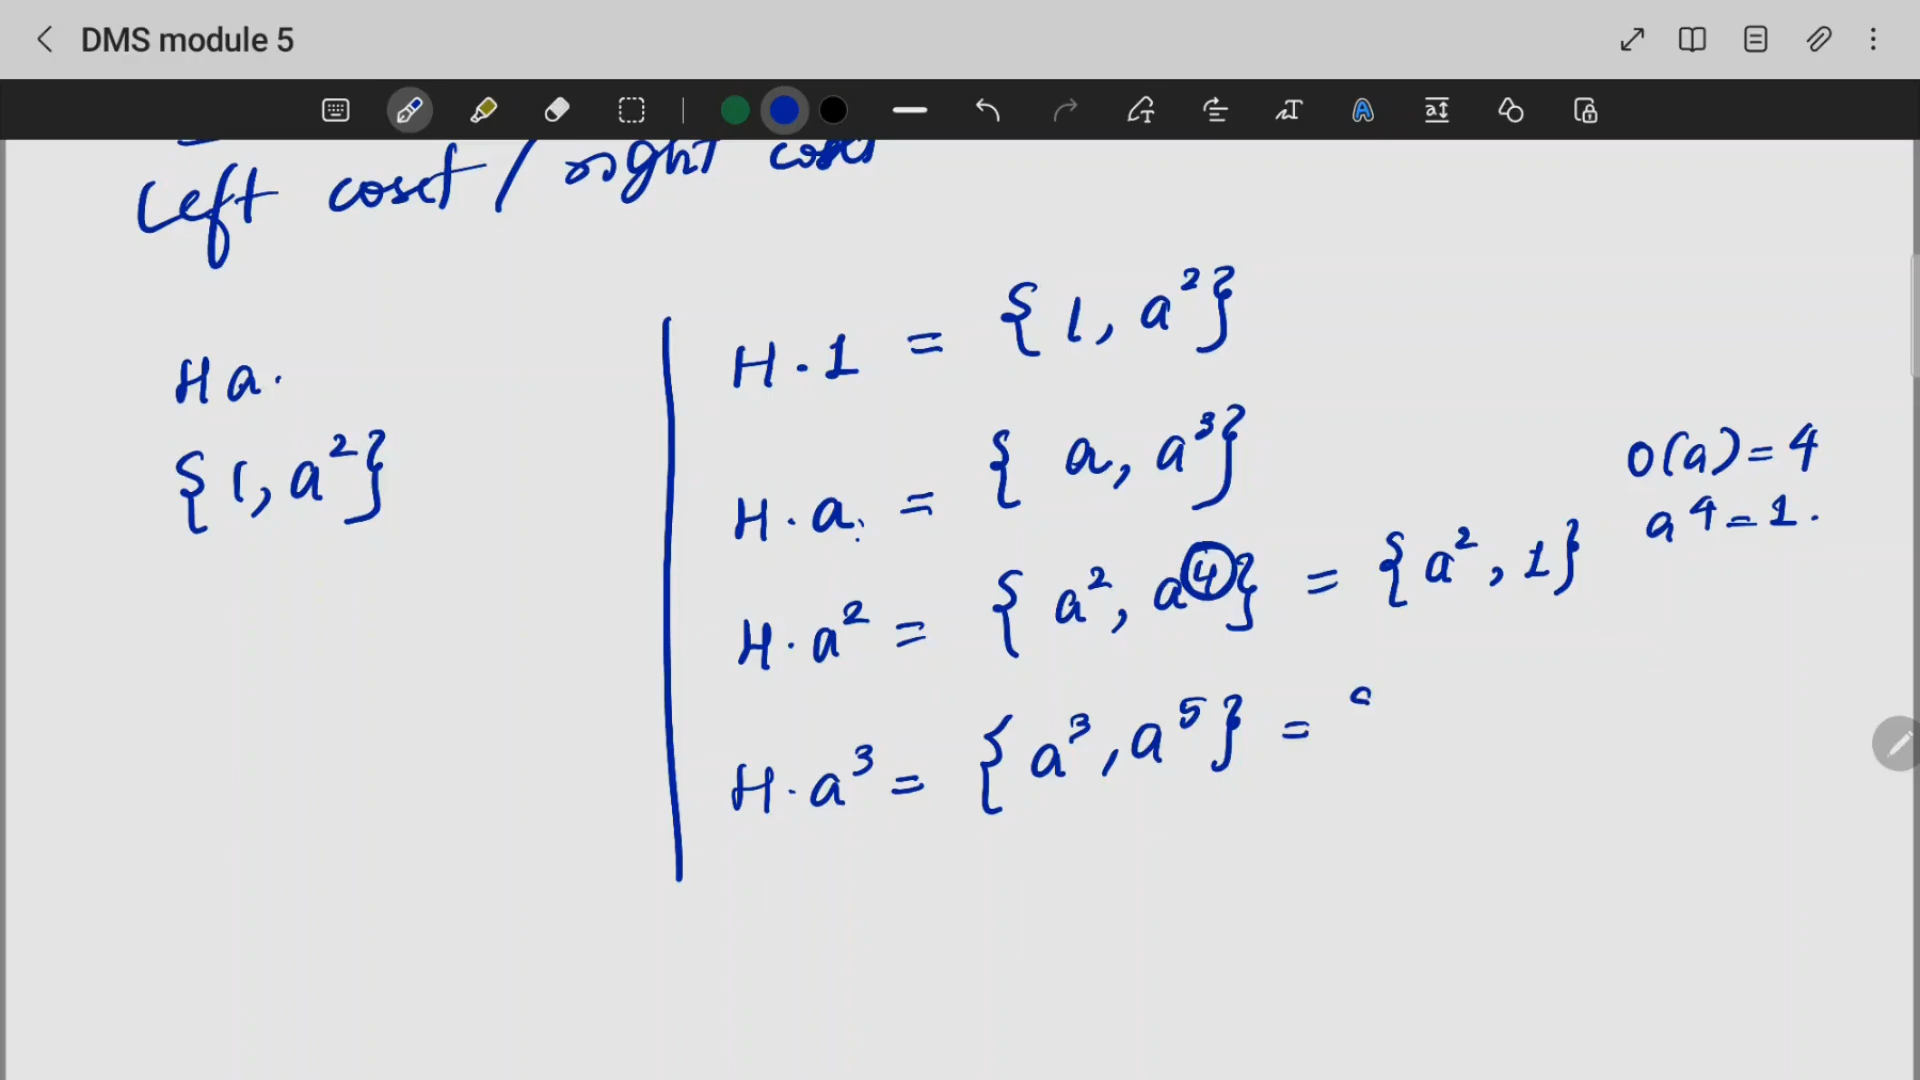 DMS module 5
Left coset / right coset
Ha.
{1, a²}
H·1 = {1, a²}
H·a = {a, a³}
H·a² = {a², a⁴} = {a², 1}
H·a³ = {a³, a⁵} =
O(a) = 4
a⁴ = 1.